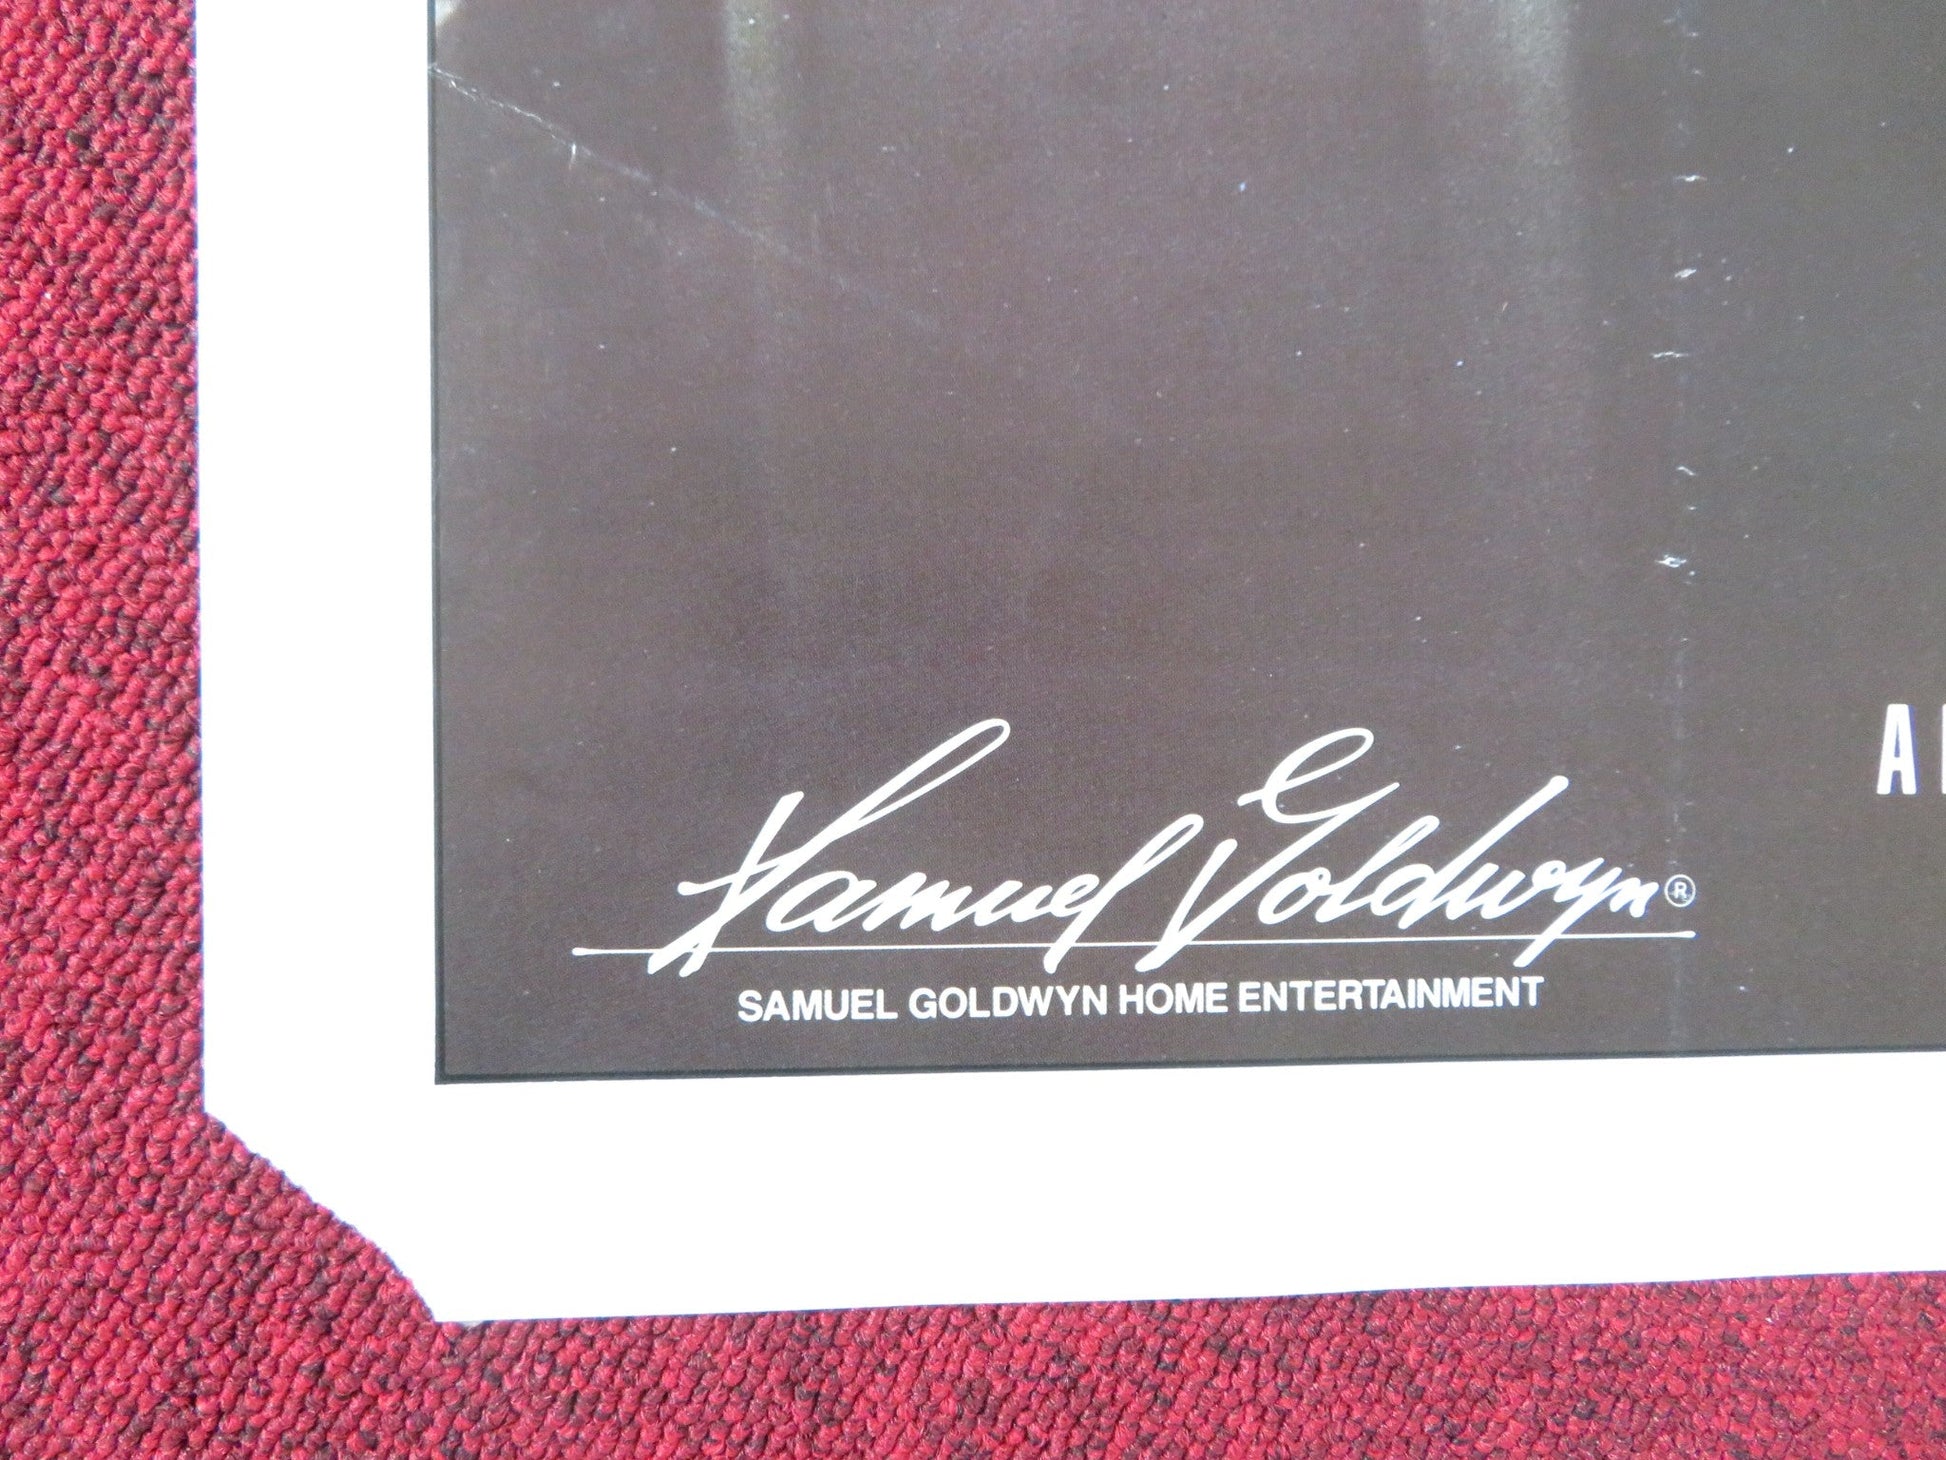 Samuel Goldwyn®
SAMUEL GOLDWYN HOME ENTERTAINMENT
A